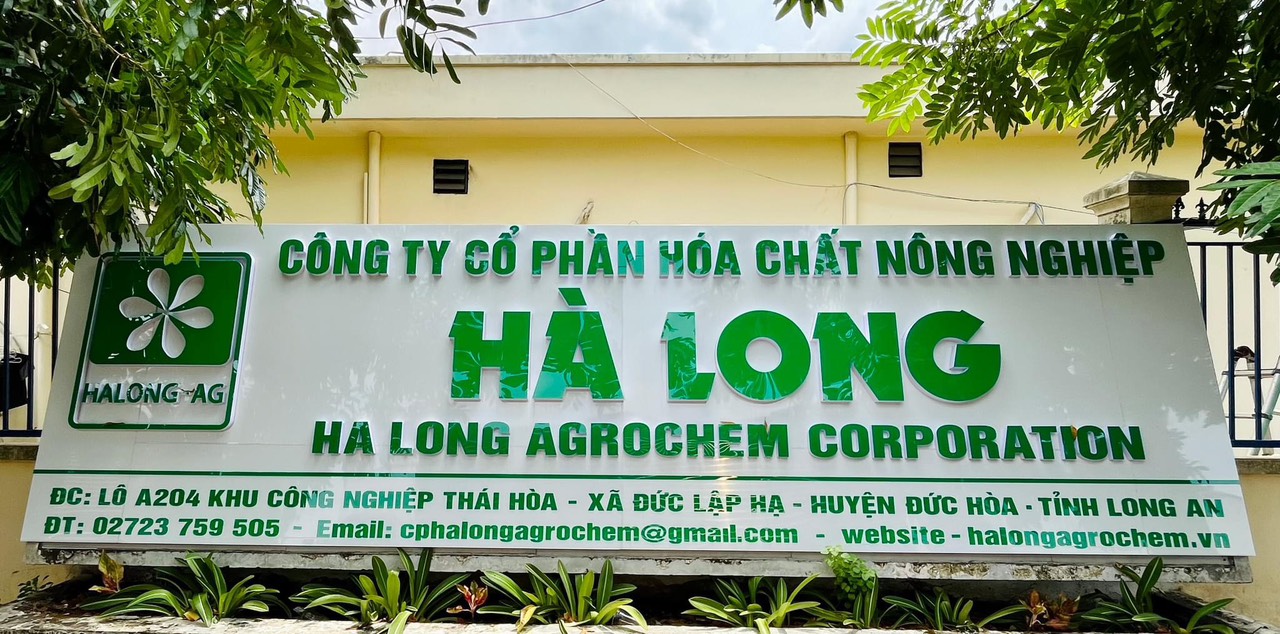 CÔNG TY CỔ PHẦN HÓA CHẤT NÔNG NGHIỆP
HÀ LONG
HALONG-AG
HA LONG AGROCHEM CORPORATION
ĐC: LÔ A204 KHU CÔNG NGHIỆP THÁI HÒA - XÃ ĐỨC LẬP HẠ - HUYỆN ĐỨC HÒA - TỈNH LONG AN
ĐT: 02723 759 505 - Email: cphalongagrochem@gmail.com - website - halongagrochem.vn